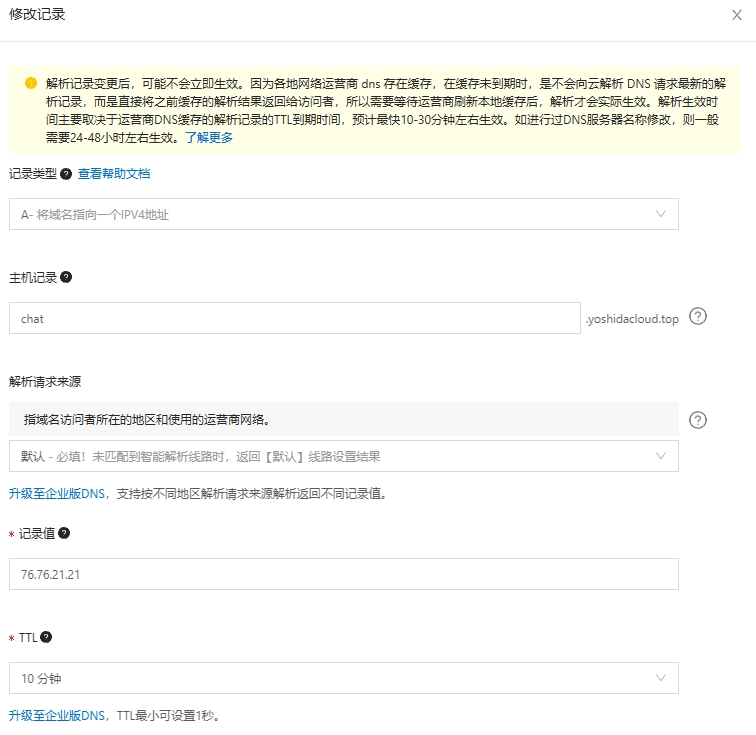 修改记录
解析记录变更后，可能不会立即生效。因为各地网络运营商 dns 存在缓存，在缓存未到期时，是不会向云解析 DNS 请求最新的解
析记录，而是直接将之前缓存的解析结果返回给访问者，所以需要等待运营商刷新本地缓存后，解析才会实际生效。解析生效时
间主要取决于运营商DNS缓存的解析记录的TTL到期时间，预计最快10-30分钟左右生效。如进行过DNS服务器名称修改，则一般
需要24-48小时左右生效。了解更多
记录类型 ? 查看帮助文档
A- 将域名指向一个IPV4地址
主机记录 ?
chat .yoshidacloud.top ?
解析请求来源
指域名访问者所在的地区和使用的运营商网络。 ?
默认 - 必填！未匹配到智能解析线路时，返回【默认】线路设置结果
升级至企业版DNS，支持按不同地区解析请求来源解析返回不同记录值。
* 记录值 ?
76.76.21.21
* TTL ?
10 分钟
升级至企业版DNS，TTL最小可设置1秒。